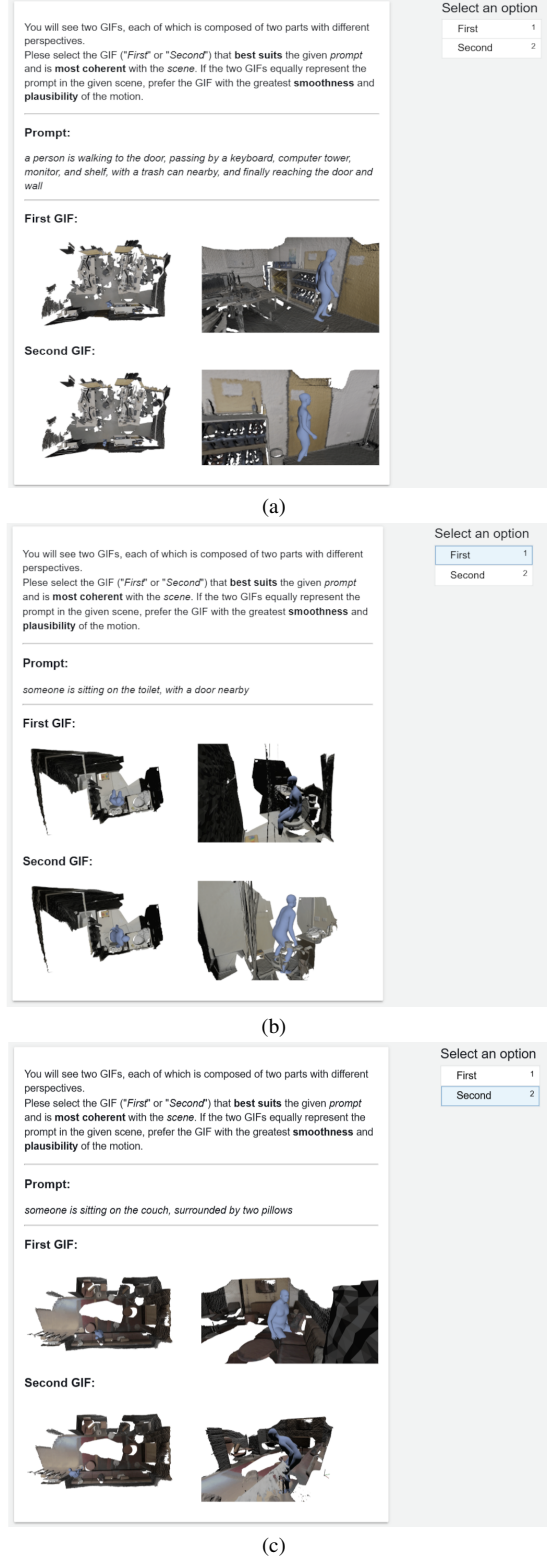 Select an option
First 1
Second 2
You will see two GIFs, each of which is composed of two parts with different
perspectives.
Plese select the GIF ("First" or "Second") that best suits the given prompt
and is most coherent with the scene. If the two GIFs equally represent the
prompt in the given scene, prefer the GIF with the greatest smoothness and
plausibility of the motion.
Prompt:
a person is walking to the door, passing by a keyboard, computer tower,
monitor, and shelf, with a trash can nearby, and finally reaching the door and
wall
First GIF:
Second GIF:
(a)
Select an option
First 1
Second 2
You will see two GIFs, each of which is composed of two parts with different
perspectives.
Plese select the GIF ("First" or "Second") that best suits the given prompt
and is most coherent with the scene. If the two GIFs equally represent the
prompt in the given scene, prefer the GIF with the greatest smoothness and
plausibility of the motion.
Prompt:
someone is sitting on the toilet, with a door nearby
First GIF:
Second GIF:
(b)
Select an option
First 1
Second 2
You will see two GIFs, each of which is composed of two parts with different
perspectives.
Plese select the GIF ("First" or "Second") that best suits the given prompt
and is most coherent with the scene. If the two GIFs equally represent the
prompt in the given scene, prefer the GIF with the greatest smoothness and
plausibility of the motion.
Prompt:
someone is sitting on the couch, surrounded by two pillows
First GIF:
Second GIF:
(c)